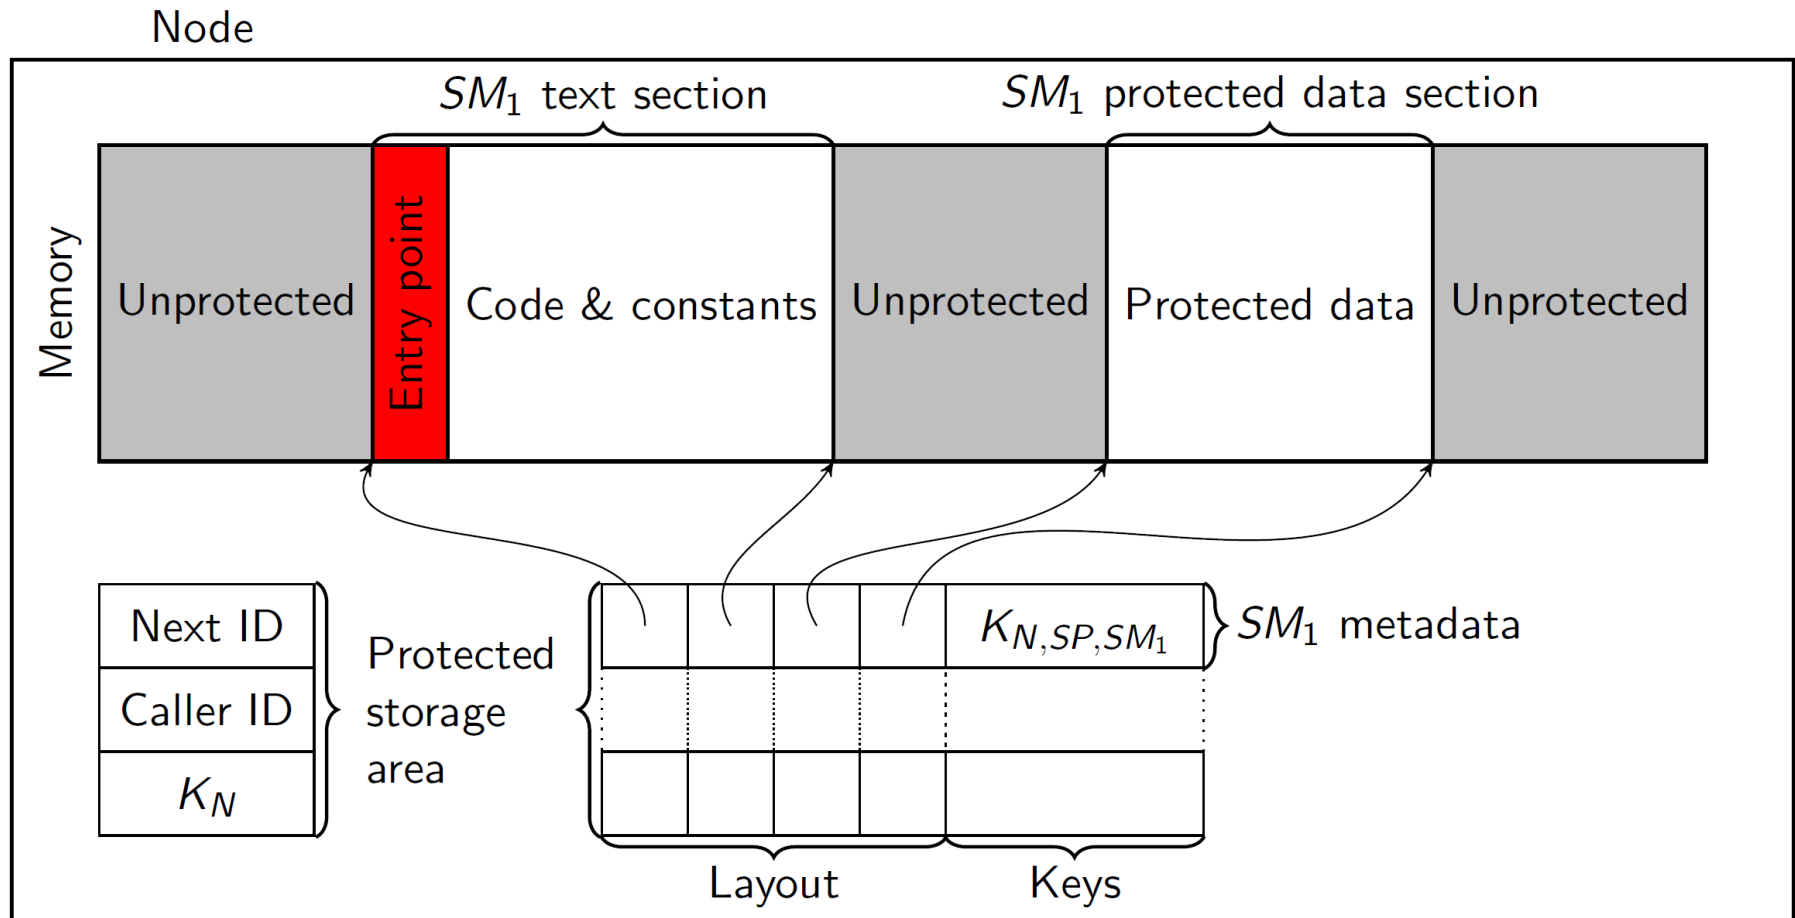 Node
SM₁ text section
SM₁ protected data section
Memory
Unprotected
Entry point
Code & constants
Unprotected
Protected data
Unprotected
Next ID
Caller ID
K_N
Protected
storage
area
K_{N,SP,SM₁}
SM₁ metadata
Layout
Keys